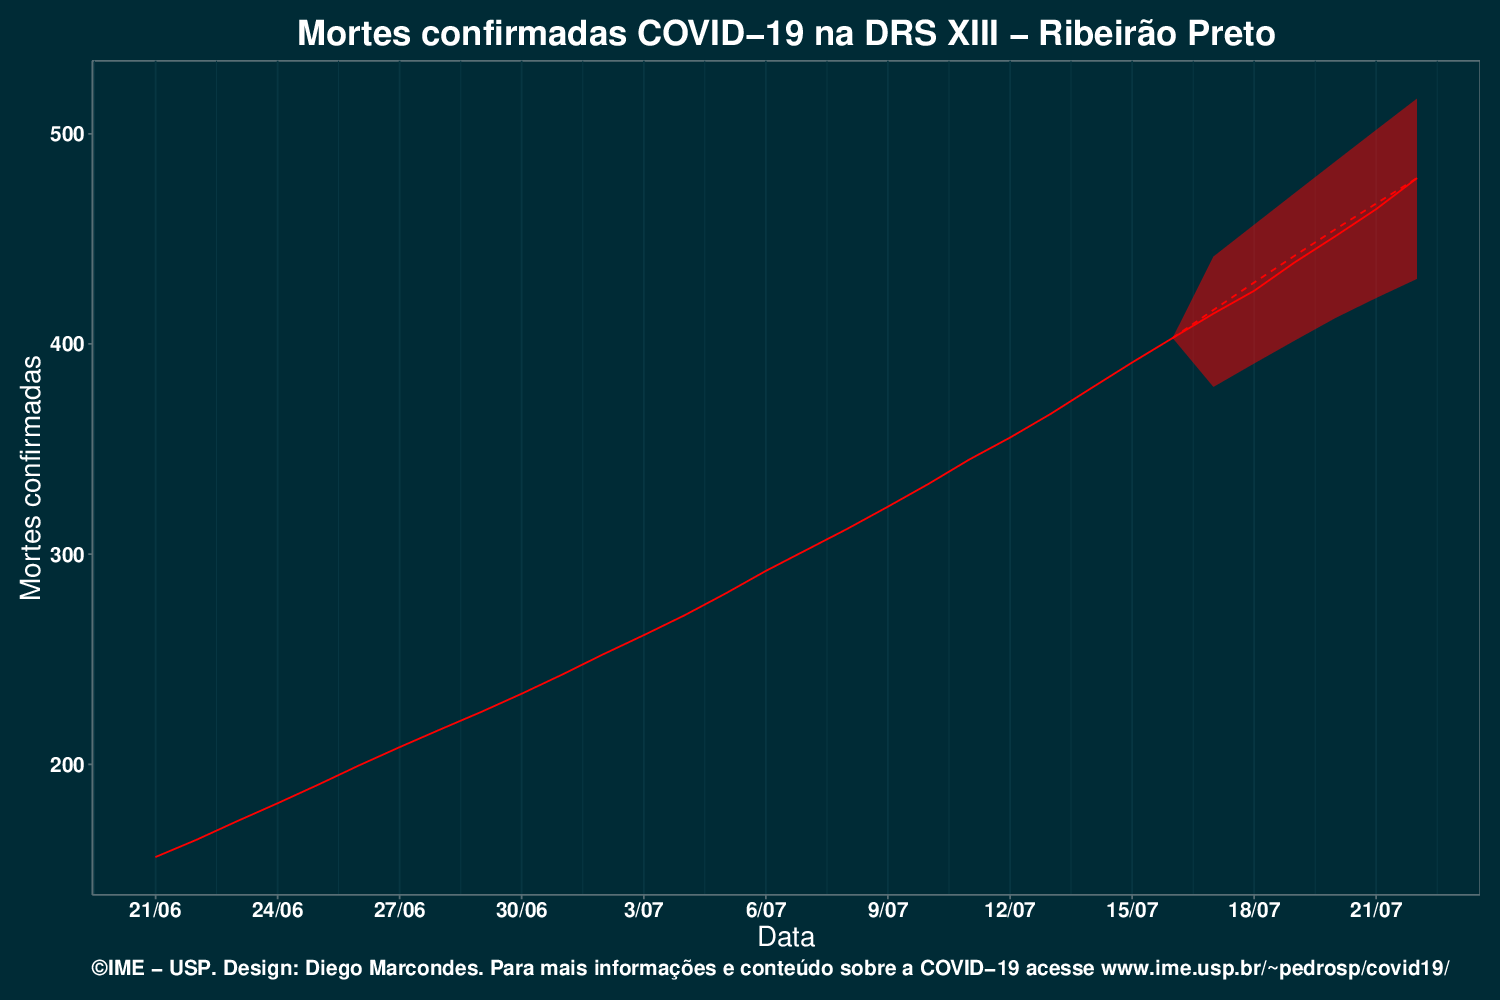 Mortes confirmadas COVID−19 na DRS XIII − Ribeirão Preto
Mortes confirmadas
500
400
300
200
21/06 24/06 27/06 30/06 3/07 6/07 9/07 12/07 15/07 18/07 21/07
Data
©IME − USP. Design: Diego Marcondes. Para mais informações e conteúdo sobre a COVID−19 acesse www.ime.usp.br/~pedrosp/covid19/